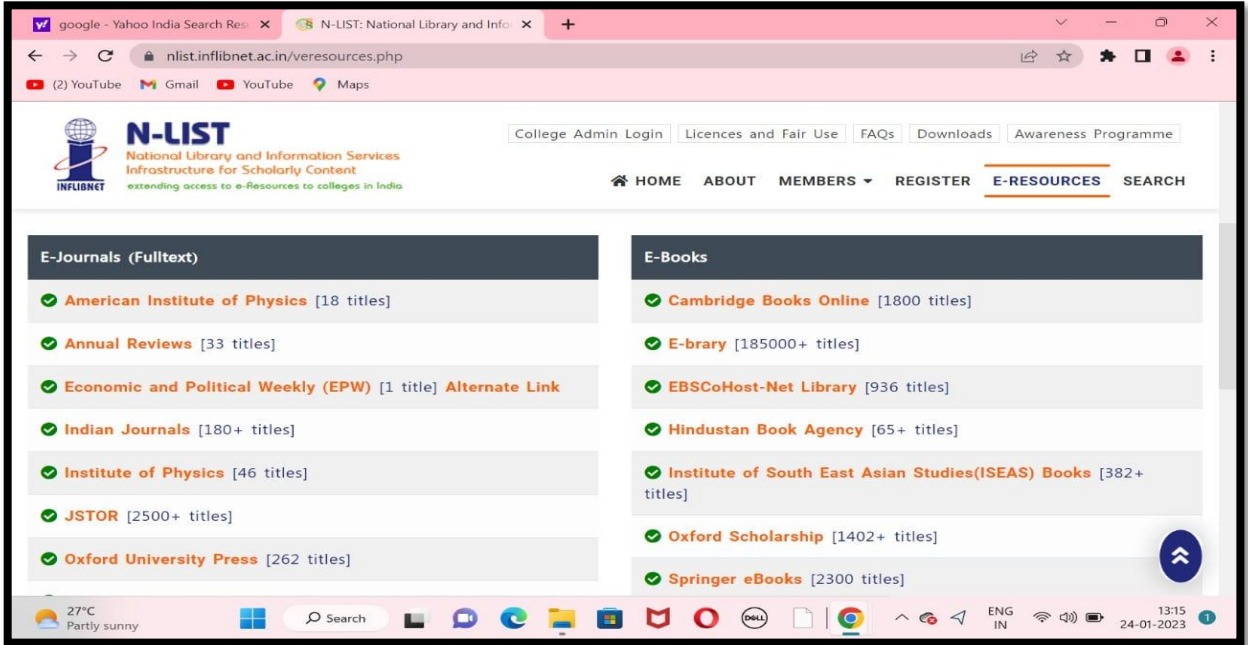 google - Yahoo India Search Res
N-LIST: National Library and Info
nlist.inflibnet.ac.in/veresources.php
(2) YouTube
Gmail
YouTube
Maps
INFLIBNET
N-LIST
National Library and Information Services
Infrastructure for Scholarly Content
extending access to e-Resources to colleges in India
College Admin Login
Licences and Fair Use
FAQs
Downloads
Awareness Programme
HOME
ABOUT
MEMBERS
REGISTER
E-RESOURCES
SEARCH
E-Journals (Fulltext)
American Institute of Physics [18 titles]
Annual Reviews [33 titles]
Economic and Political Weekly (EPW) [1 title] Alternate Link
Indian Journals [180+ titles]
Institute of Physics [46 titles]
JSTOR [2500+ titles]
Oxford University Press [262 titles]
E-Books
Cambridge Books Online [1800 titles]
E-brary [185000+ titles]
EBSCoHost-Net Library [936 titles]
Hindustan Book Agency [65+ titles]
Institute of South East Asian Studies(ISEAS) Books [382+
titles]
Oxford Scholarship [1402+ titles]
Springer eBooks [2300 titles]
27°C
Partly sunny
Search
DELL
ENG
IN
13:15
24-01-2023
1